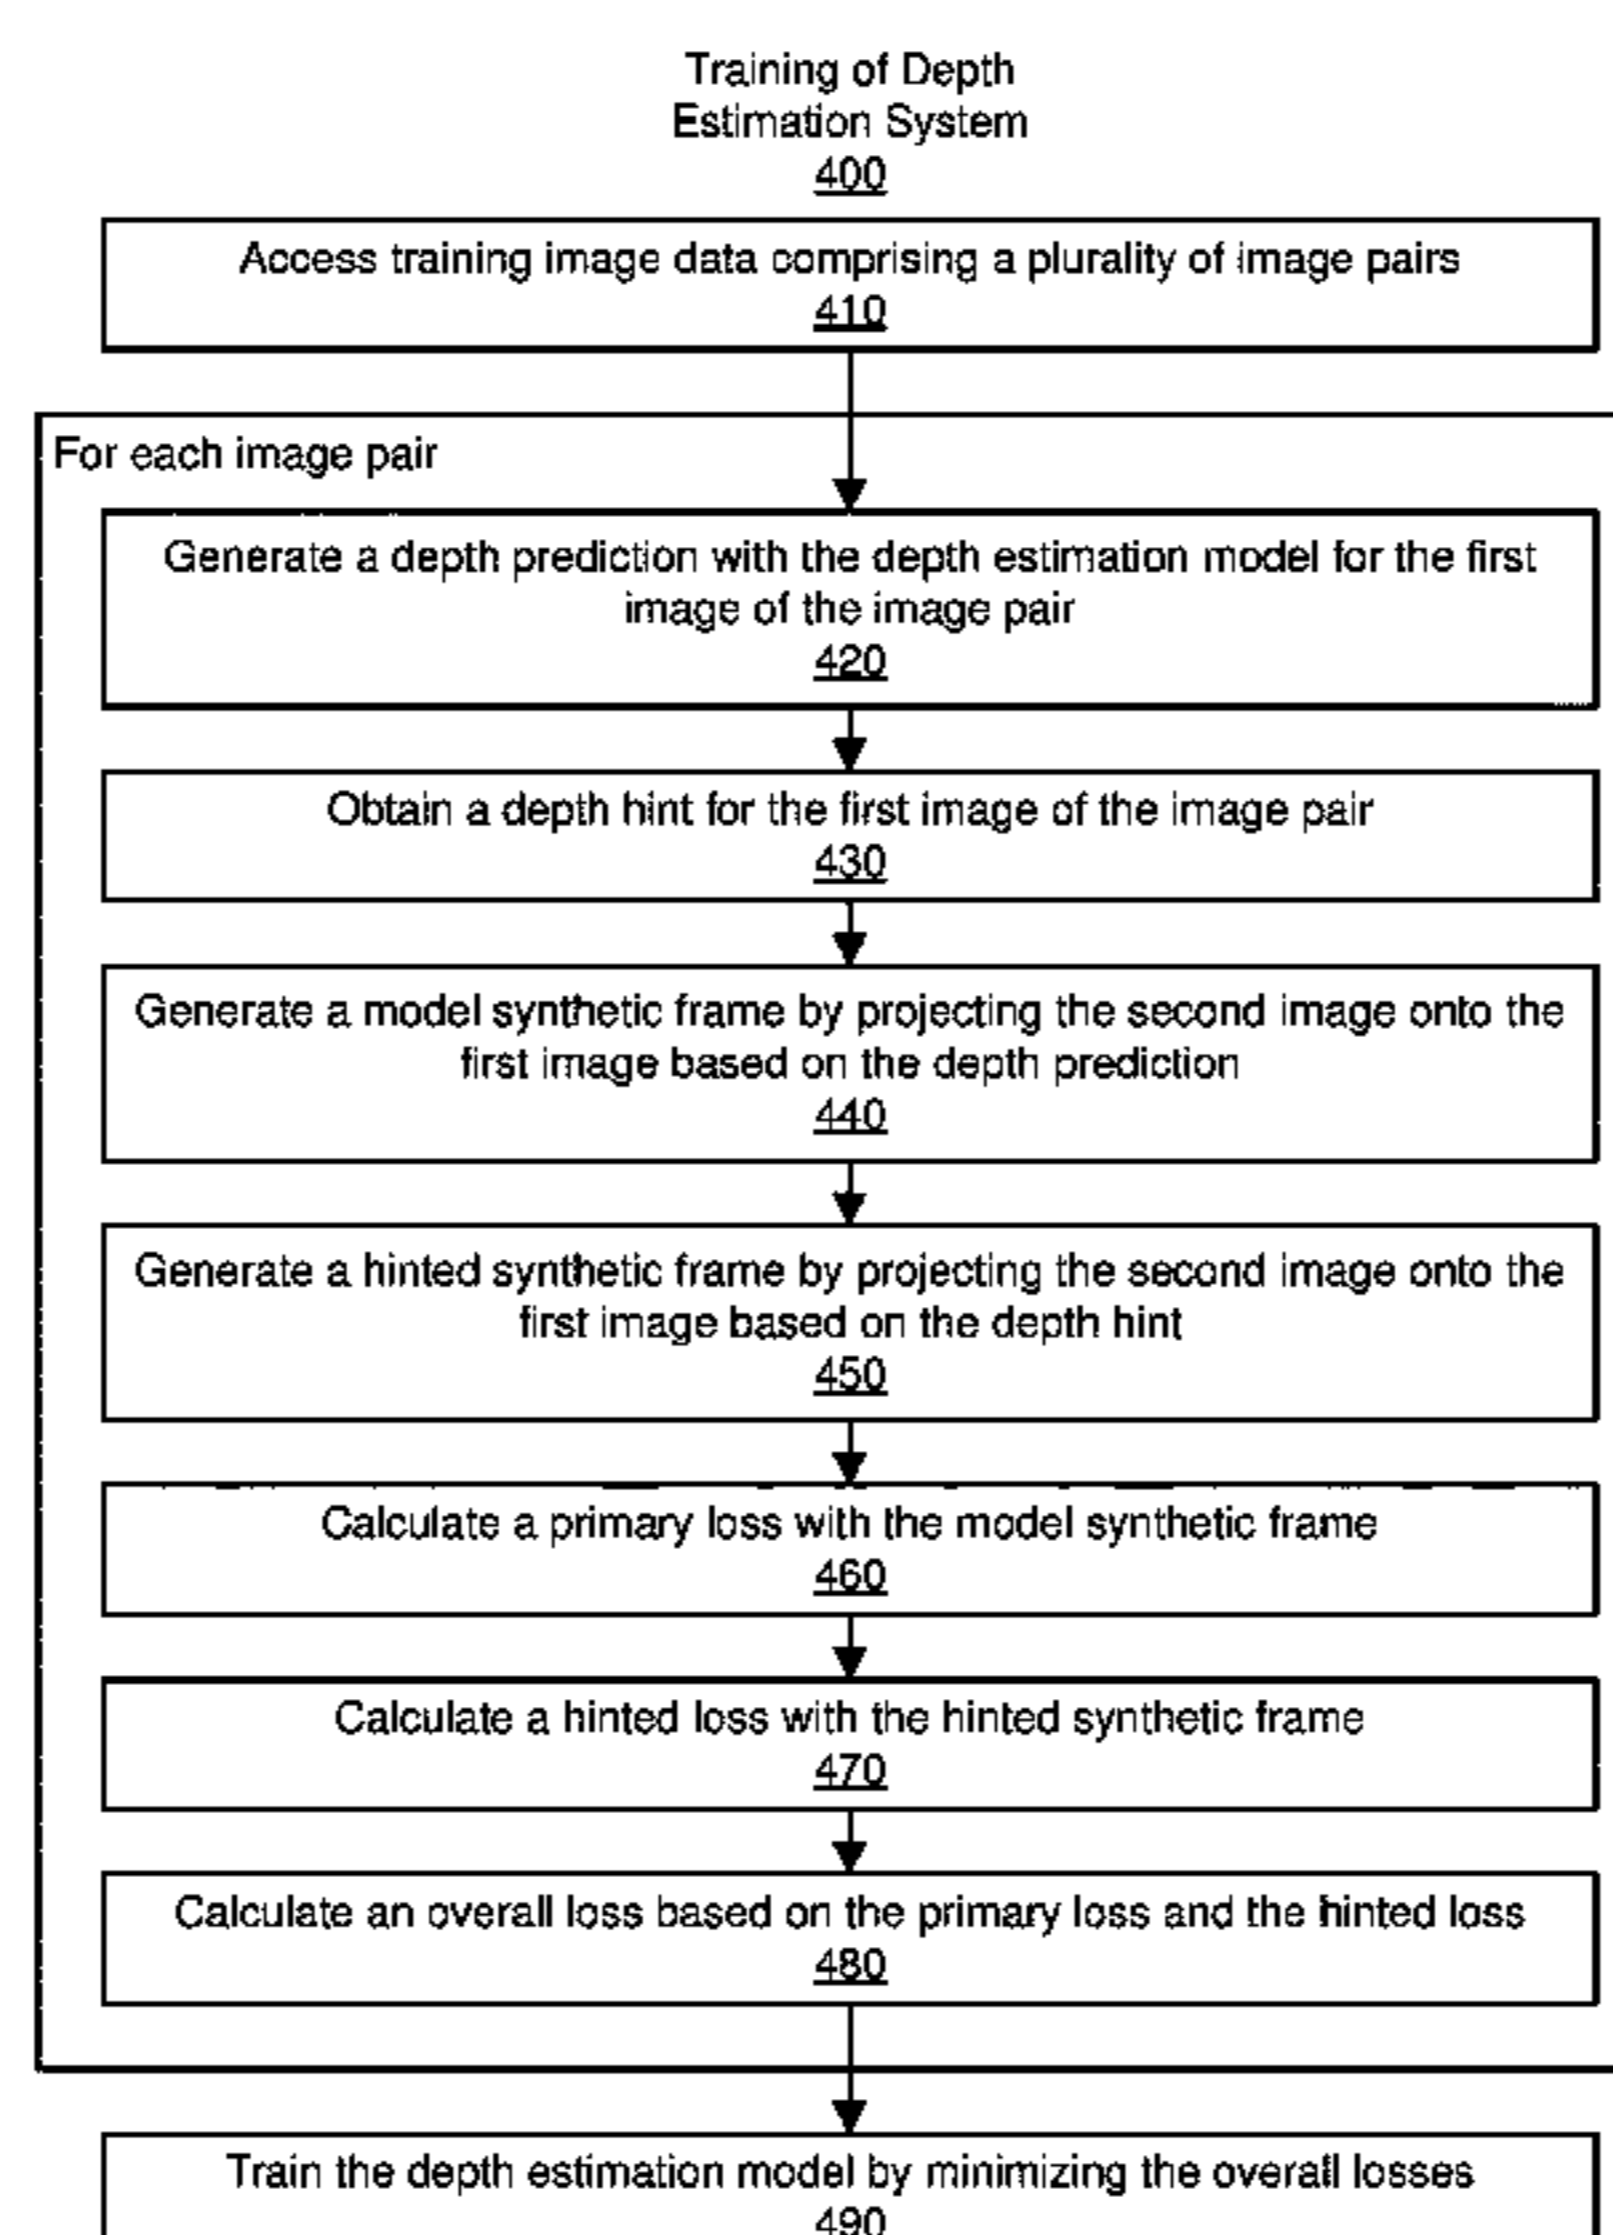 Training of Depth
Estimation System
400
Access training image data comprising a plurality of image pairs
410
For each image pair
Generate a depth prediction with the depth estimation model for the first
image of the image pair
420
Obtain a depth hint for the first image of the image pair
430
Generate a model synthetic frame by projecting the second image onto the
first image based on the depth prediction
440
Generate a hinted synthetic frame by projecting the second image onto the
first image based on the depth hint
450
Calculate a primary loss with the model synthetic frame
460
Calculate a hinted loss with the hinted synthetic frame
470
Calculate an overall loss based on the primary loss and the hinted loss
480
Train the depth estimation model by minimizing the overall losses
490